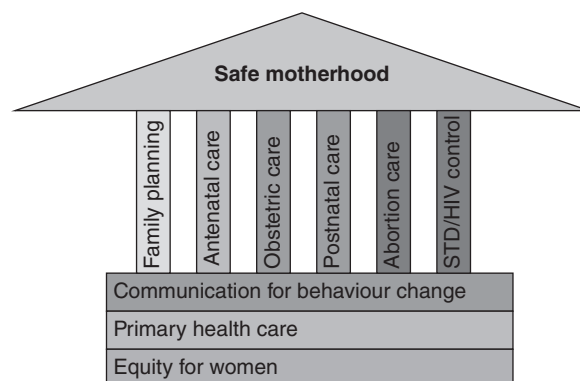 Safe motherhood
Family planning
Antenatal care
Obstetric care
Postnatal care
Abortion care
STD/HIV control
Communication for behaviour change
Primary health care
Equity for women